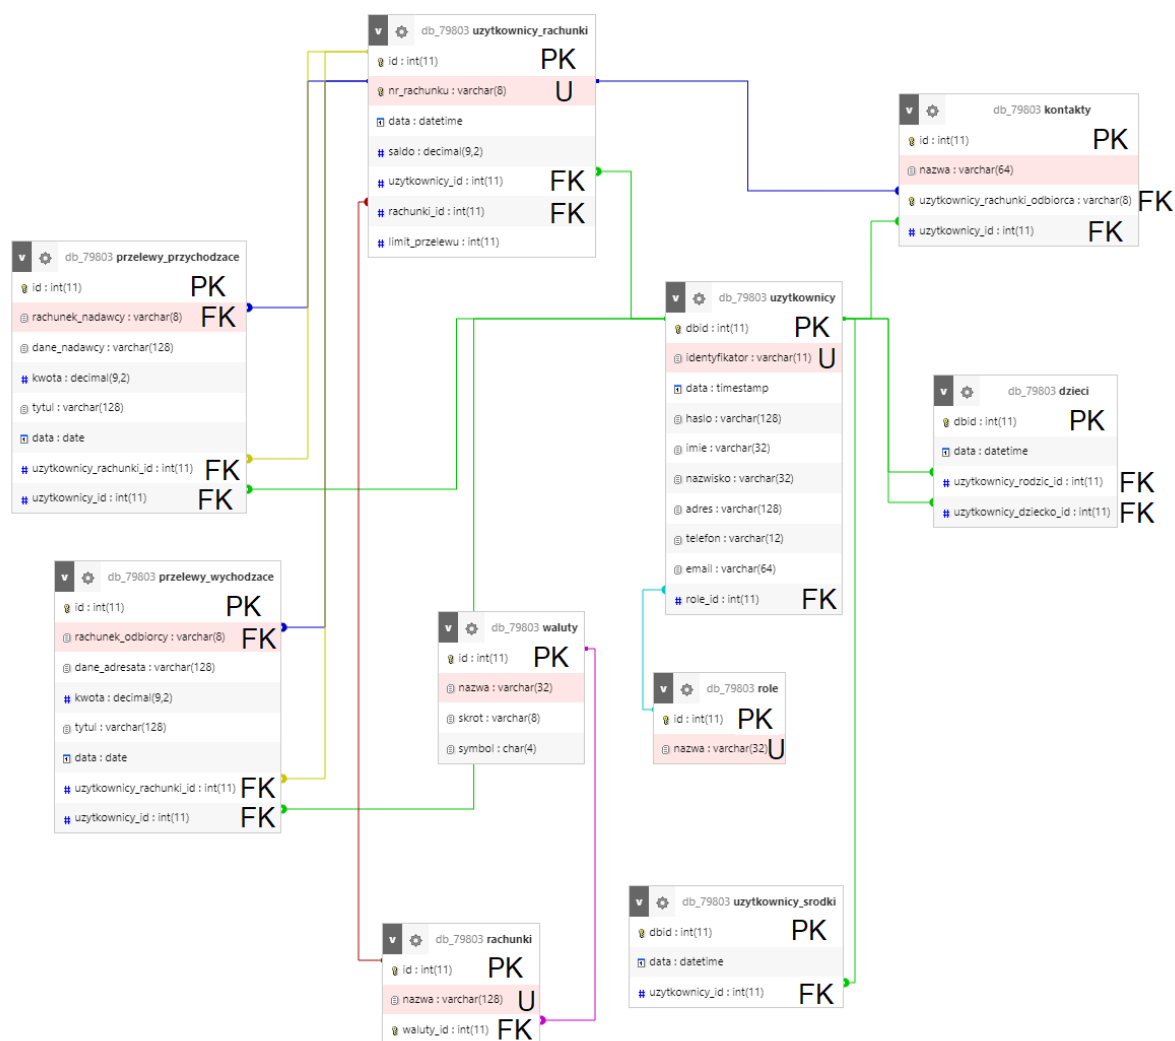 v db_79803 uzytkownicy_rachunki
id : int(11) PK
nr_rachunku : varchar(8) U
data : datetime
# saldo : decimal(9,2)
# uzytkownicy_id : int(11) FK
# rachunki_id : int(11) FK
# limit_przelewu : int(11)
v db_79803 kontakty
id : int(11) PK
nazwa : varchar(64)
uzytkownicy_rachunki_odbiorca : varchar(8) FK
# uzytkownicy_id : int(11) FK
v db_79803 przelewy_przychodzace
id : int(11) PK
rachunek_nadawcy : varchar(8) FK
dane_nadawcy : varchar(128)
# kwota : decimal(9,2)
tytul : varchar(128)
data : date
# uzytkownicy_rachunki_id : int(11) FK
# uzytkownicy_id : int(11) FK
v db_79803 uzytkownicy
dbid : int(11) PK
identyfikator : varchar(11) U
data : timestamp
haslo : varchar(128)
imie : varchar(32)
nazwisko : varchar(32)
adres : varchar(128)
telefon : varchar(12)
email : varchar(64)
# role_id : int(11) FK
v db_79803 dzieci
dbid : int(11) PK
data : datetime
# uzytkownicy_rodzic_id : int(11) FK
# uzytkownicy_dziecko_id : int(11) FK
v db_79803 przelewy_wychodzace
id : int(11) PK
rachunek_odbiorcy : varchar(8) FK
dane_adresata : varchar(128)
# kwota : decimal(9,2)
tytul : varchar(128)
data : date
# uzytkownicy_rachunki_id : int(11) FK
# uzytkownicy_id : int(11) FK
v db_79803 waluty
id : int(11) PK
nazwa : varchar(32)
skrot : varchar(8)
symbol : char(4)
v db_79803 role
id : int(11) PK
nazwa : varchar(32) U
v db_79803 uzytkownicy_srodki
dbid : int(11) PK
data : datetime
# uzytkownicy_id : int(11) FK
v db_79803 rachunki
id : int(11) PK
nazwa : varchar(128) U
waluty_id : int(11) FK